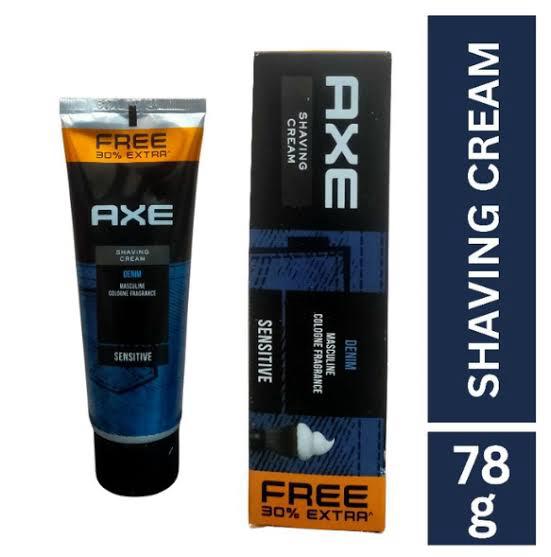 FREE
30% EXTRA^
AXE
SHAVING
CREAM
DENIM
MASCULINE
COLOGNE FRAGRANCE
SENSITIVE
AXE
SHAVING
CREAM
DENIM
MASCULINE
COLOGNE FRAGRANCE
SENSITIVE
FREE
30% EXTRA^
SHAVING CREAM
78
g